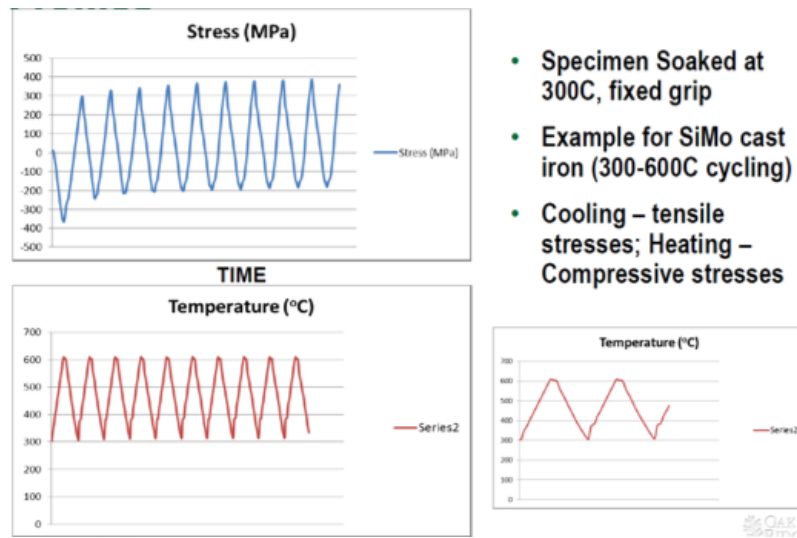 Stress (MPa)
500
400
300
200
100
0
-100
-200
-300
-400
-500
Stress (MPa)
TIME
Temperature (°C)
700
600
500
400
300
200
100
0
Series2
• Specimen Soaked at
300C, fixed grip
• Example for SiMo cast
iron (300-600C cycling)
• Cooling – tensile
stresses; Heating –
Compressive stresses
Temperature (°C)
700
600
500
400
300
200
100
0
Series2
OAK